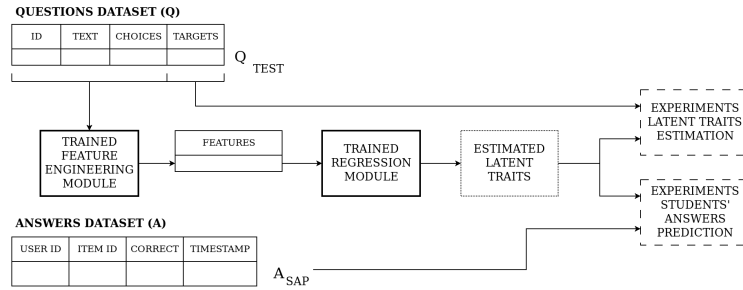 QUESTIONS DATASET (Q)
ID TEXT CHOICES TARGETS
Q TEST
EXPERIMENTS
LATENT TRAITS
ESTIMATION
TRAINED
FEATURE
ENGINEERING
MODULE
FEATURES
TRAINED
REGRESSION
MODULE
ESTIMATED
LATENT
TRAITS
EXPERIMENTS
STUDENTS'
ANSWERS
PREDICTION
ANSWERS DATASET (A)
USER ID ITEM ID CORRECT TIMESTAMP
A SAP